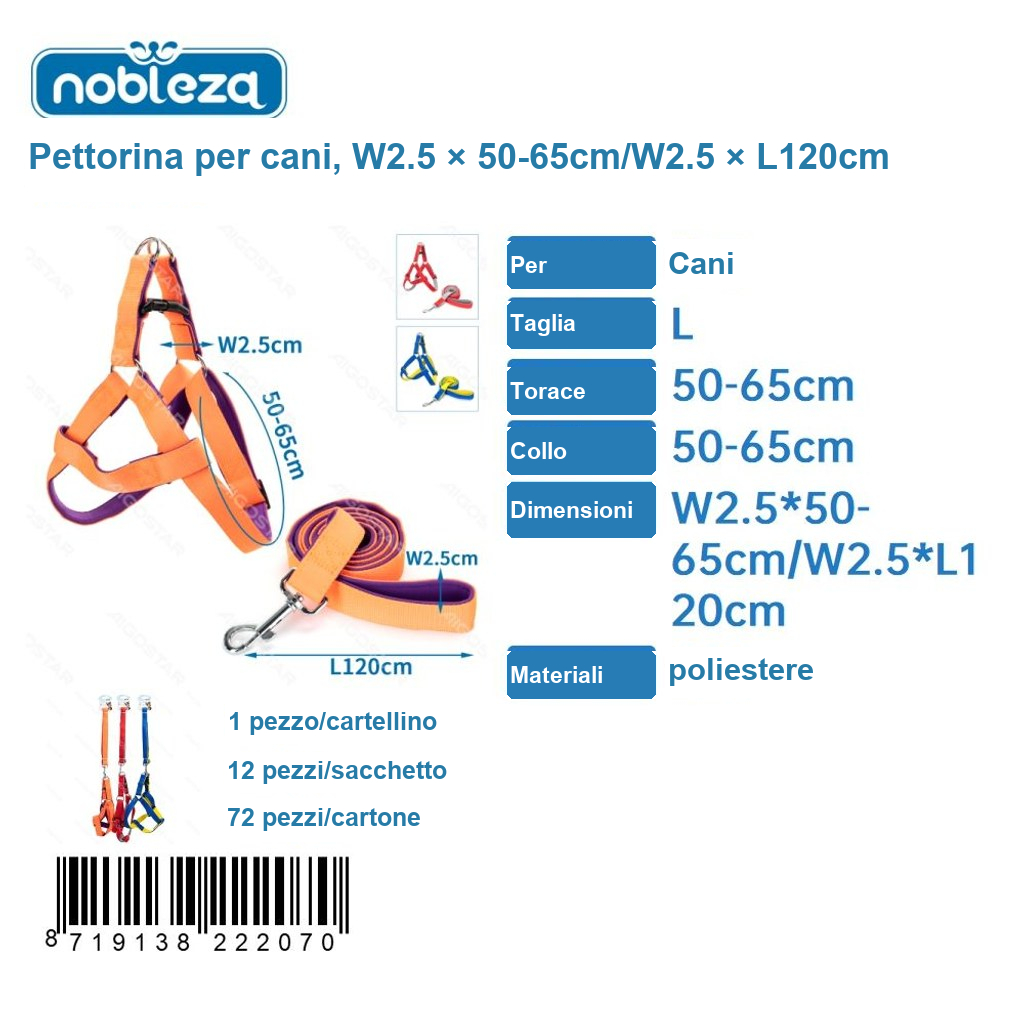 nobleza
Pettorina per cani, W2.5 × 50-65cm/W2.5 × L120cm
W2.5cm
50-65cm
W2.5cm
L120cm
Per
Cani
Taglia
L
Torace
50-65cm
Collo
50-65cm
Dimensioni
W2.5*50-
65cm/W2.5*L1
20cm
Materiali
poliestere
1 pezzo/cartellino
12 pezzi/sacchetto
72 pezzi/cartone
8 719138 222070
AIGOSTAR